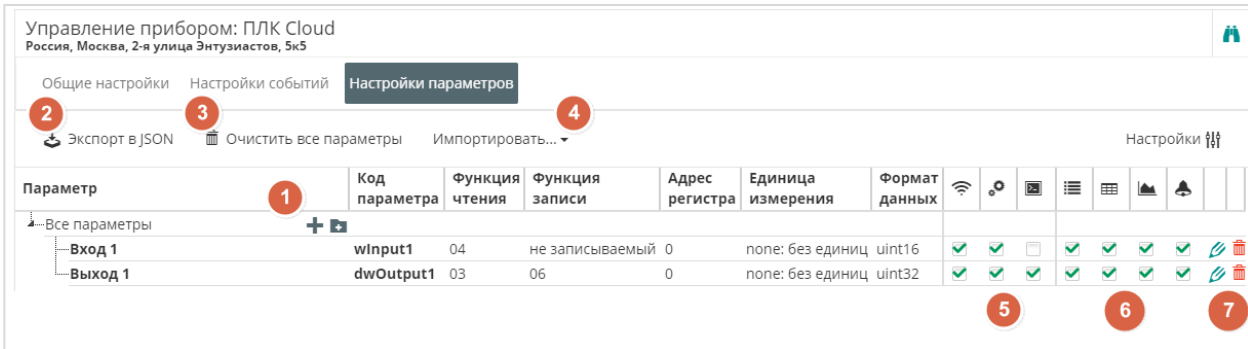 Управление прибором: ПЛК Cloud
Россия, Москва, 2-я улица Энтузиастов, 5к5
Общие настройки Настройки событий Настройки параметров
2 3 4
Экспорт в JSON Очистить все параметры Импортировать... Настройки
Параметр Код параметра Функция чтения Функция записи Адрес регистра Единица измерения Формат данных
1
Все параметры
Вход 1 wInput1 04 не записываемый 0 none: без единиц uint16
Выход 1 dwOutput1 03 06 0 none: без единиц uint32
5 6 7